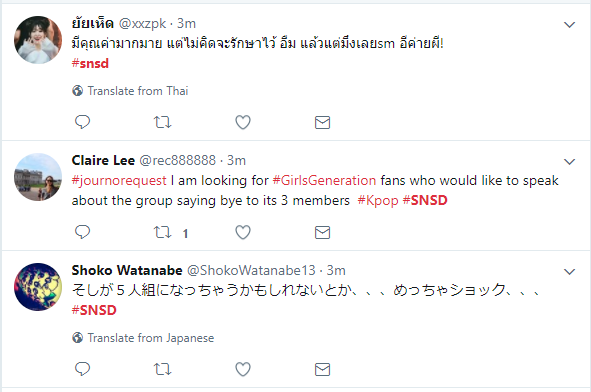 ยัยเห็ด @xxzpk · 3m
มีคุณค่ามากมาย แต่ไม่คิดจะรักษาไว้ อืม แล้วแต่มึงเลยsm อีค่ายผี!
#snsd
Translate from Thai
Claire Lee @rec888888 · 3m
#journorequest I am looking for #GirlsGeneration fans who would like to speak
about the group saying bye to its 3 members #Kpop #SNSD
1
Shoko Watanabe @ShokoWatanabe13 · 3m
そしが５人組になっちゃうかもしれないとか、、、めっちゃショック、、、
#SNSD
Translate from Japanese